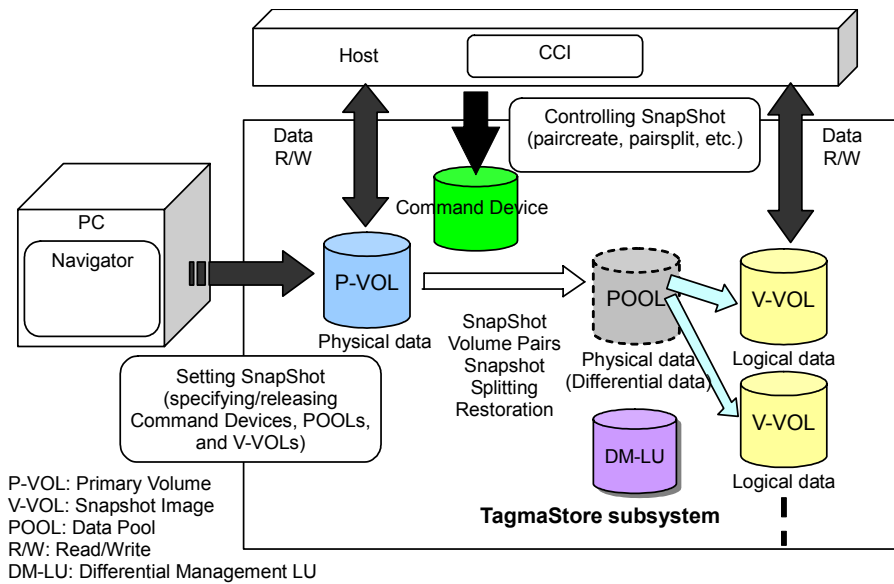 Host
CCI
Controlling SnapShot
(paircreate, pairsplit, etc.)
Data
R/W
Data
R/W
Command Device
PC
Navigator
P-VOL
POOL
V-VOL
Physical data
SnapShot
Volume Pairs
Snapshot
Splitting
Restoration
Physical data
(Differential data)
Logical data
Setting SnapShot
(specifying/releasing
Command Devices, POOLs,
and V-VOLs)
V-VOL
DM-LU
Logical data
TagmaStore subsystem
P-VOL: Primary Volume
V-VOL: Snapshot Image
POOL: Data Pool
R/W: Read/Write
DM-LU: Differential Management LU